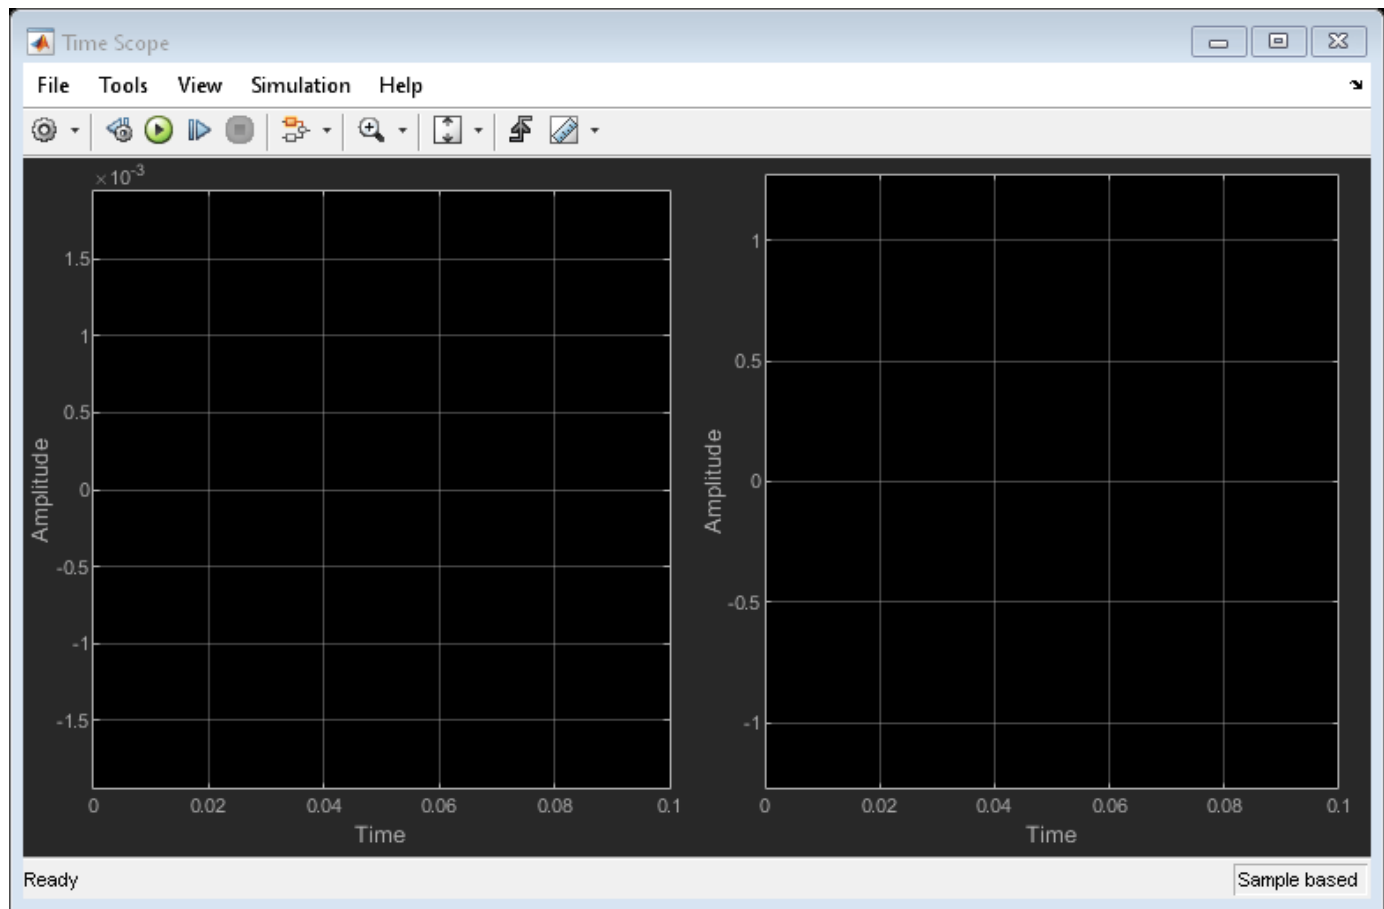 Time Scope
File Tools View Simulation Help
×10⁻³
1.5
1
0.5
0
-0.5
-1
-1.5
Amplitude
0 0.02 0.04 0.06 0.08 0.1
Time
1
0.5
0
-0.5
-1
Amplitude
0 0.02 0.04 0.06 0.08 0.1
Time
Ready
Sample based